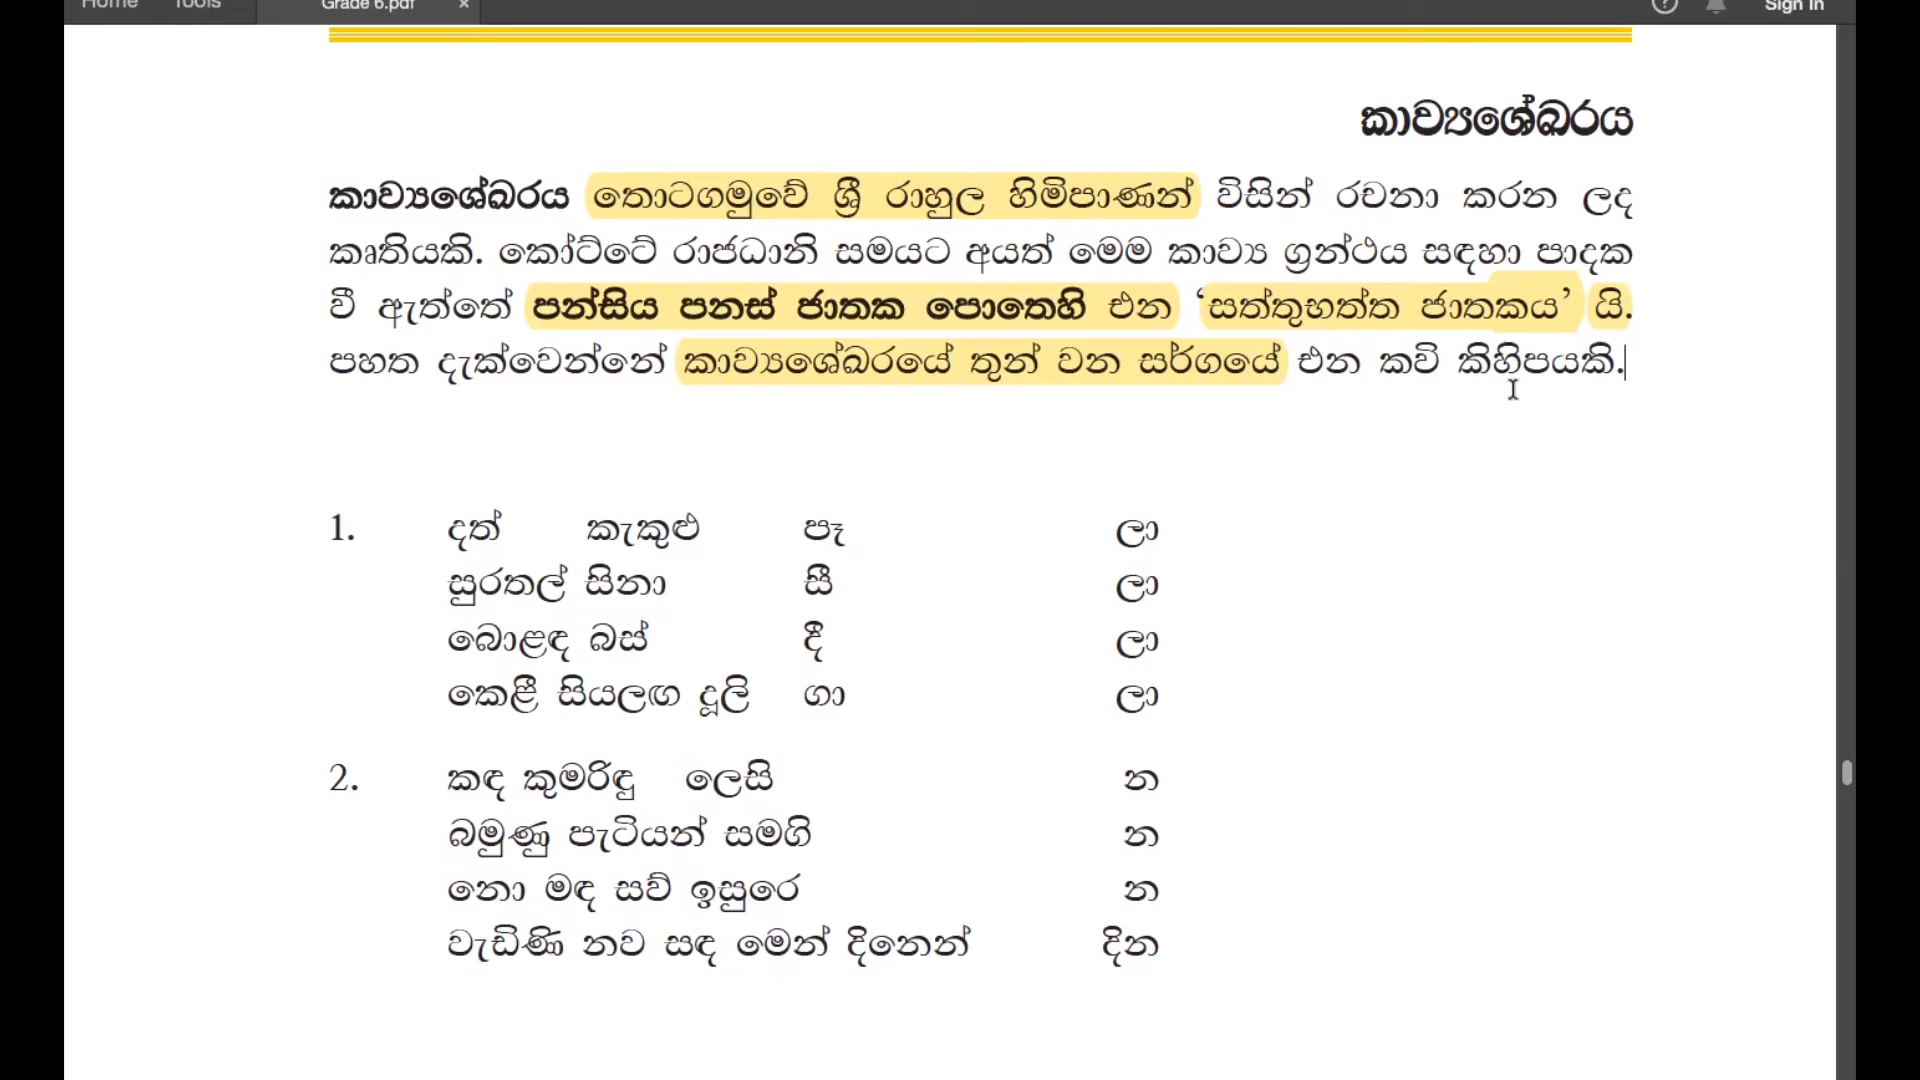 Home Tools Grade 6.pdf × ? Sign In
කාව්‍යශේඛරය
කාව්‍යශේඛරය තොටගමුවේ ශ්‍රී රාහුල හිමිපාණන් විසින් රචනා කරන ලද
කෘතියකි. කෝට්ටේ රාජධානි සමයට අයත් මෙම කාව්‍ය ග්‍රන්ථය සඳහා පාදක
වී ඇත්තේ පන්සිය පනස් ජාතක පොතෙහි එන ‘සත්තුභත්ත ජාතකය’ යි.
පහත දැක්වෙන්නේ කාව්‍යශේඛරයේ තුන් වන සර්ගයේ එන කවි කිහිපයකි.
1. දත් කැකුළු පෑ ලා
සුරතල් සිනා සී ලා
බොළඳ බස් දී ලා
කෙළී සියලඟ දූලි ගා ලා
2. කඳ කුමරිඳු ලෙසි න
බමුණු පැටියන් සමගි න
නො මඳ සව් ඉසුරෙ න
වැඩිණි නව සඳ මෙන් දිනෙන් දින